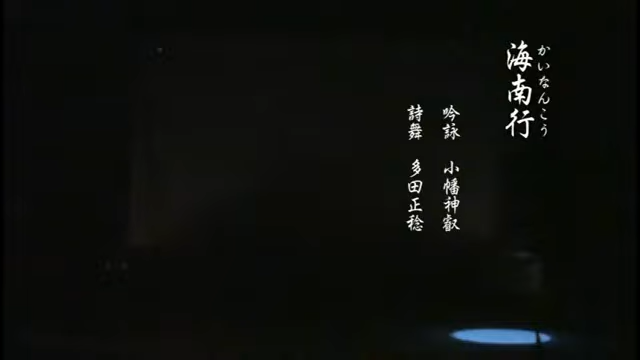 海南行
かいなんこう
吟詠 小幡神叡
詩舞 多田正稔